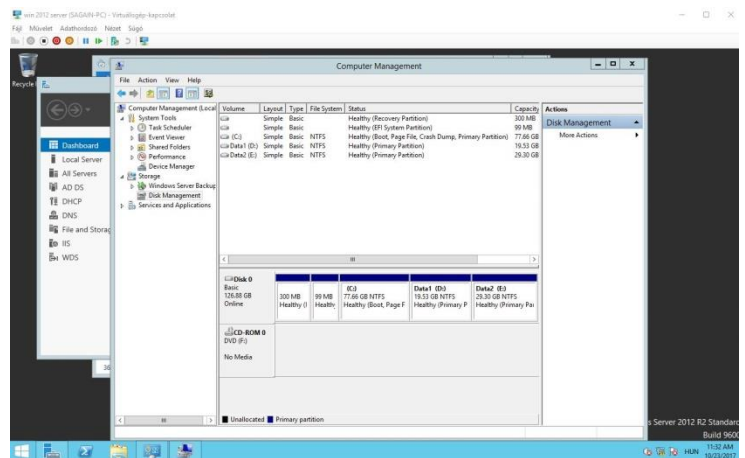 win 2012 server (SAGAIN-PC) - Virtuálisgép-kapcsolat
Fájl Művelet Adathordozó Nézet Súgó
Recycle
Computer Management
File Action View Help
Computer Management (Local
System Tools
Task Scheduler
Event Viewer
Shared Folders
Performance
Device Manager
Storage
Windows Server Backup
Disk Management
Services and Applications
Volume Layout Type File System Status Capacity
Simple Basic Healthy (Recovery Partition) 300 MB
Simple Basic Healthy (EFI System Partition) 99 MB
(C:) Simple Basic NTFS Healthy (Boot, Page File, Crash Dump, Primary Partition) 77.66 GB
Data1 (D:) Simple Basic NTFS Healthy (Primary Partition) 19.53 GB
Data2 (E:) Simple Basic NTFS Healthy (Primary Partition) 29.30 GB
Actions
Disk Management
More Actions
Dashboard
Local Server
All Servers
AD DS
DHCP
DNS
File and Storag
IIS
WDS
Disk 0
Basic
126.88 GB
Online
300 MB
Healthy (
99 MB
Healthy
(C:)
77.66 GB NTFS
Healthy (Boot, Page F
Data1 (D:)
19.53 GB NTFS
Healthy (Primary P
Data2 (E:)
29.30 GB NTFS
Healthy (Primary Par
CD-ROM 0
DVD (F:)
No Media
36
Unallocated Primary partition
s Server 2012 R2 Standard
Build 9600
HUN
11:32 AM
10/23/2017